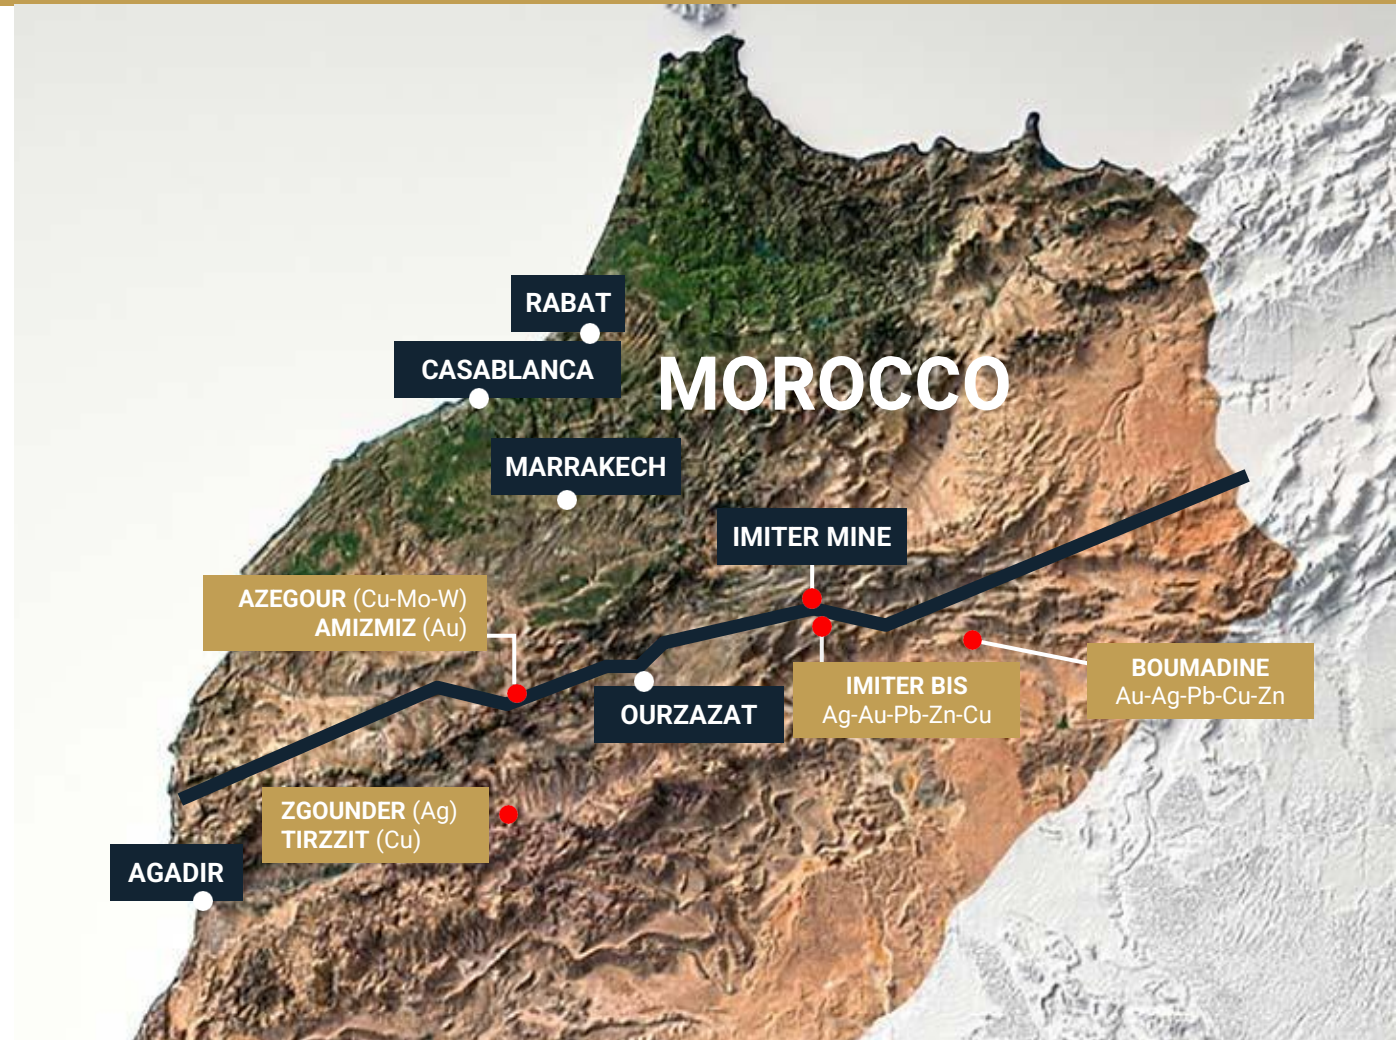 RABAT
CASABLANCA
MOROCCO
MARRAKECH
IMITER MINE
AZEGOUR (Cu-Mo-W)
AMIZMIZ (Au)
IMITER BIS
Ag-Au-Pb-Zn-Cu
BOUMADINE
Au-Ag-Pb-Cu-Zn
OURZAZAT
ZGOUNDER (Ag)
TIRZZIT (Cu)
AGADIR